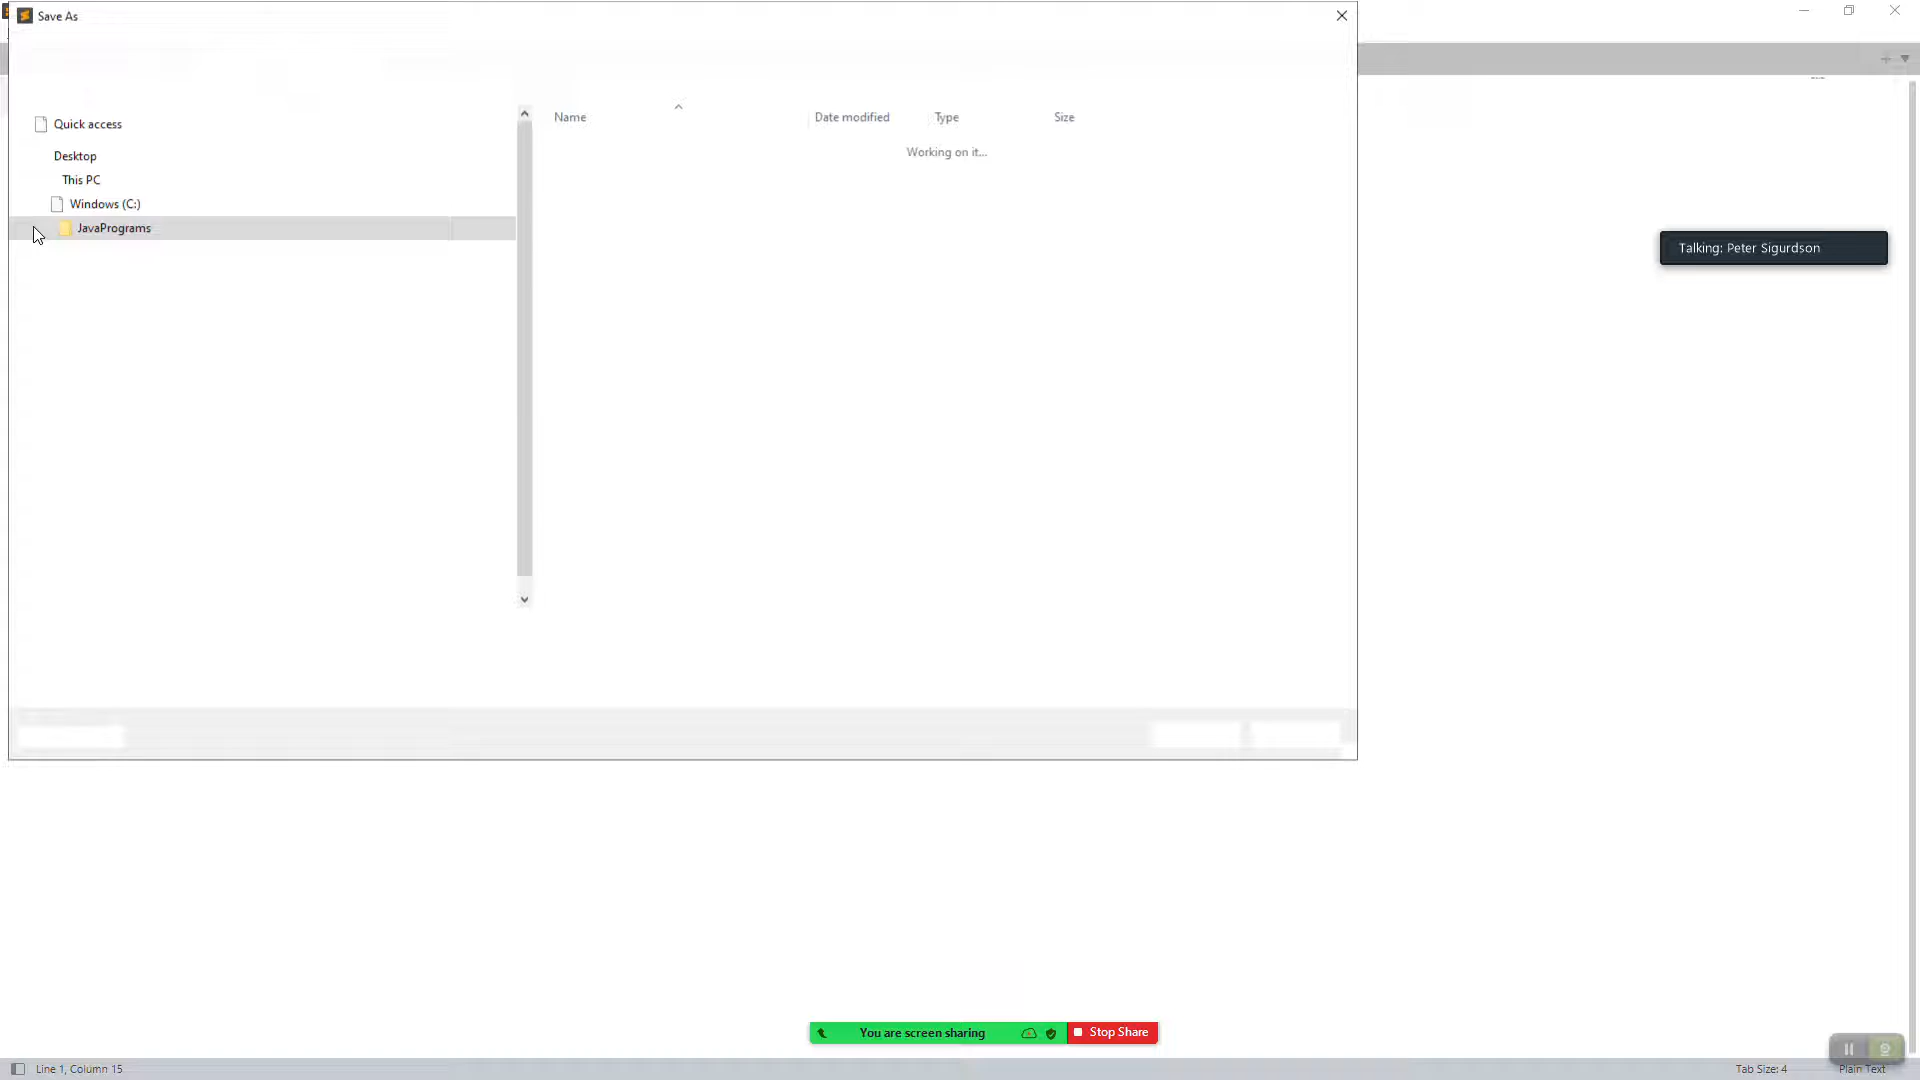 Save As
Quick access
Desktop
This PC
Windows (C:)
JavaPrograms
Name
Date modified
Type
Size
Working on it...
Talking: Peter Sigurdson
You are screen sharing
Stop Share
Line 1, Column 15
Tab Size: 4
Plain Text